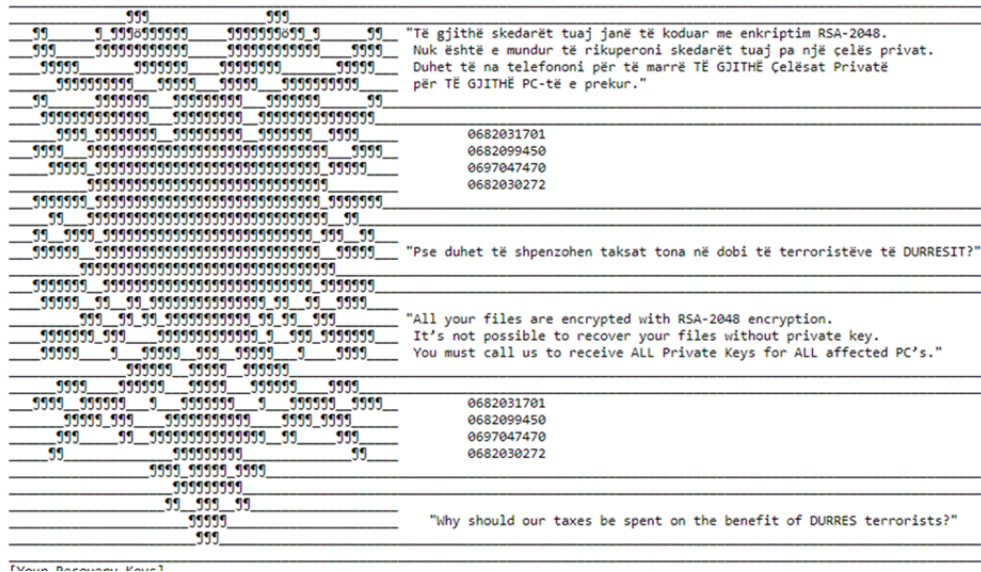 "Të gjithë skedarët tuaj janë të koduar me enkriptim RSA-2048.
Nuk është e mundur të rikuperoni skedarët tuaj pa një çelës privat.
Duhet të na telefononi për të marrë TË GJITHË Çelësat Privatë
për TË GJITHË PC-të e prekur."
0682031701
0682099450
0697047470
0682030272
"Pse duhet të shpenzohen taksat tona në dobi të terroristëve të DURRESIT?"
"All your files are encrypted with RSA-2048 encryption.
It’s not possible to recover your files without private key.
You must call us to receive ALL Private Keys for ALL affected PC’s."
0682031701
0682099450
0697047470
0682030272
"Why should our taxes be spent on the benefit of DURRES terrorists?"
[Your Recovery Keys]